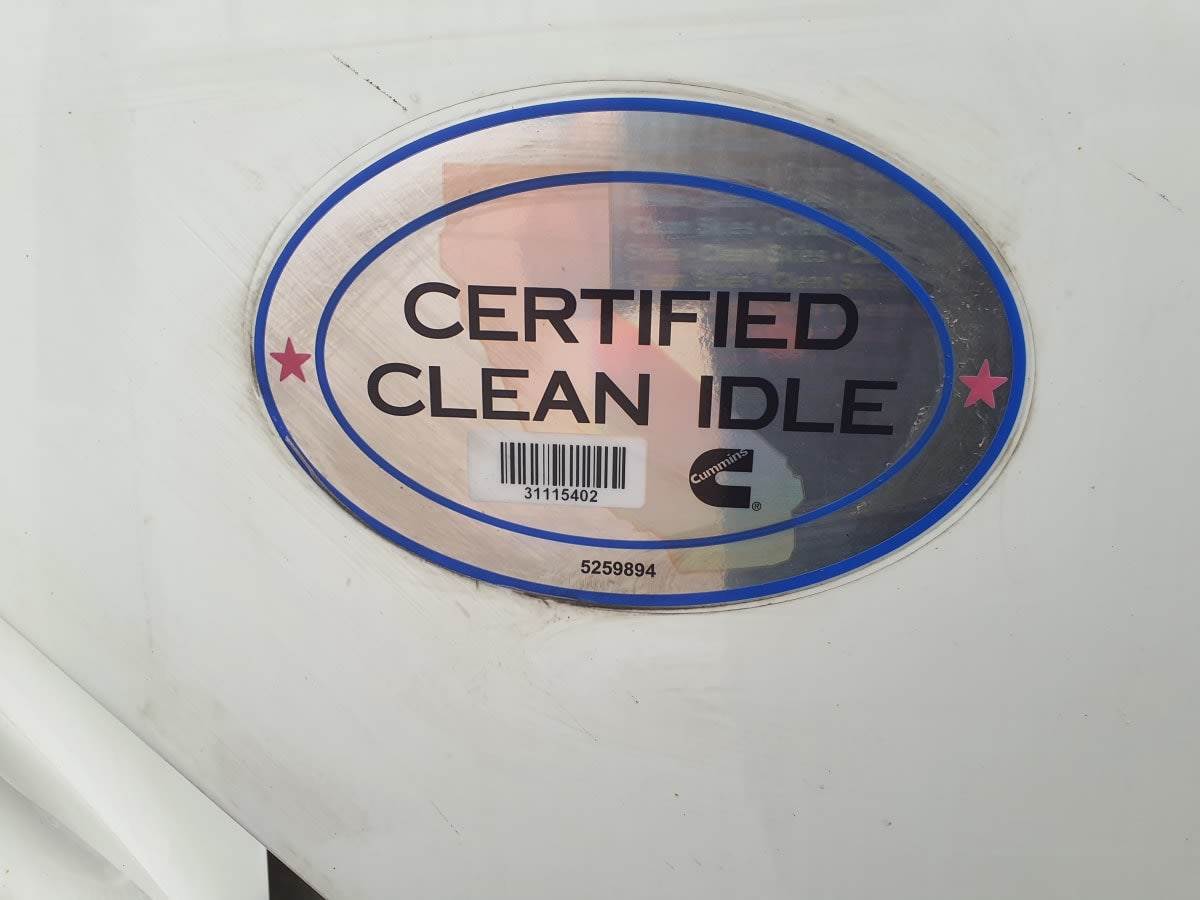 CERTIFIED
CLEAN IDLE
31115402
Cummins
®
5259894